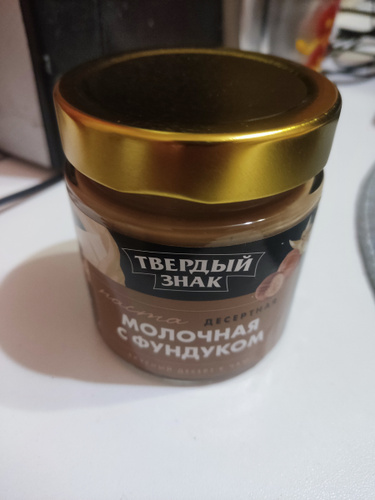 ТВЕРДЫЙ
ЗНАК
паста ДЕСЕРТНАЯ
МОЛОЧНАЯ
С ФУНДУКОМ